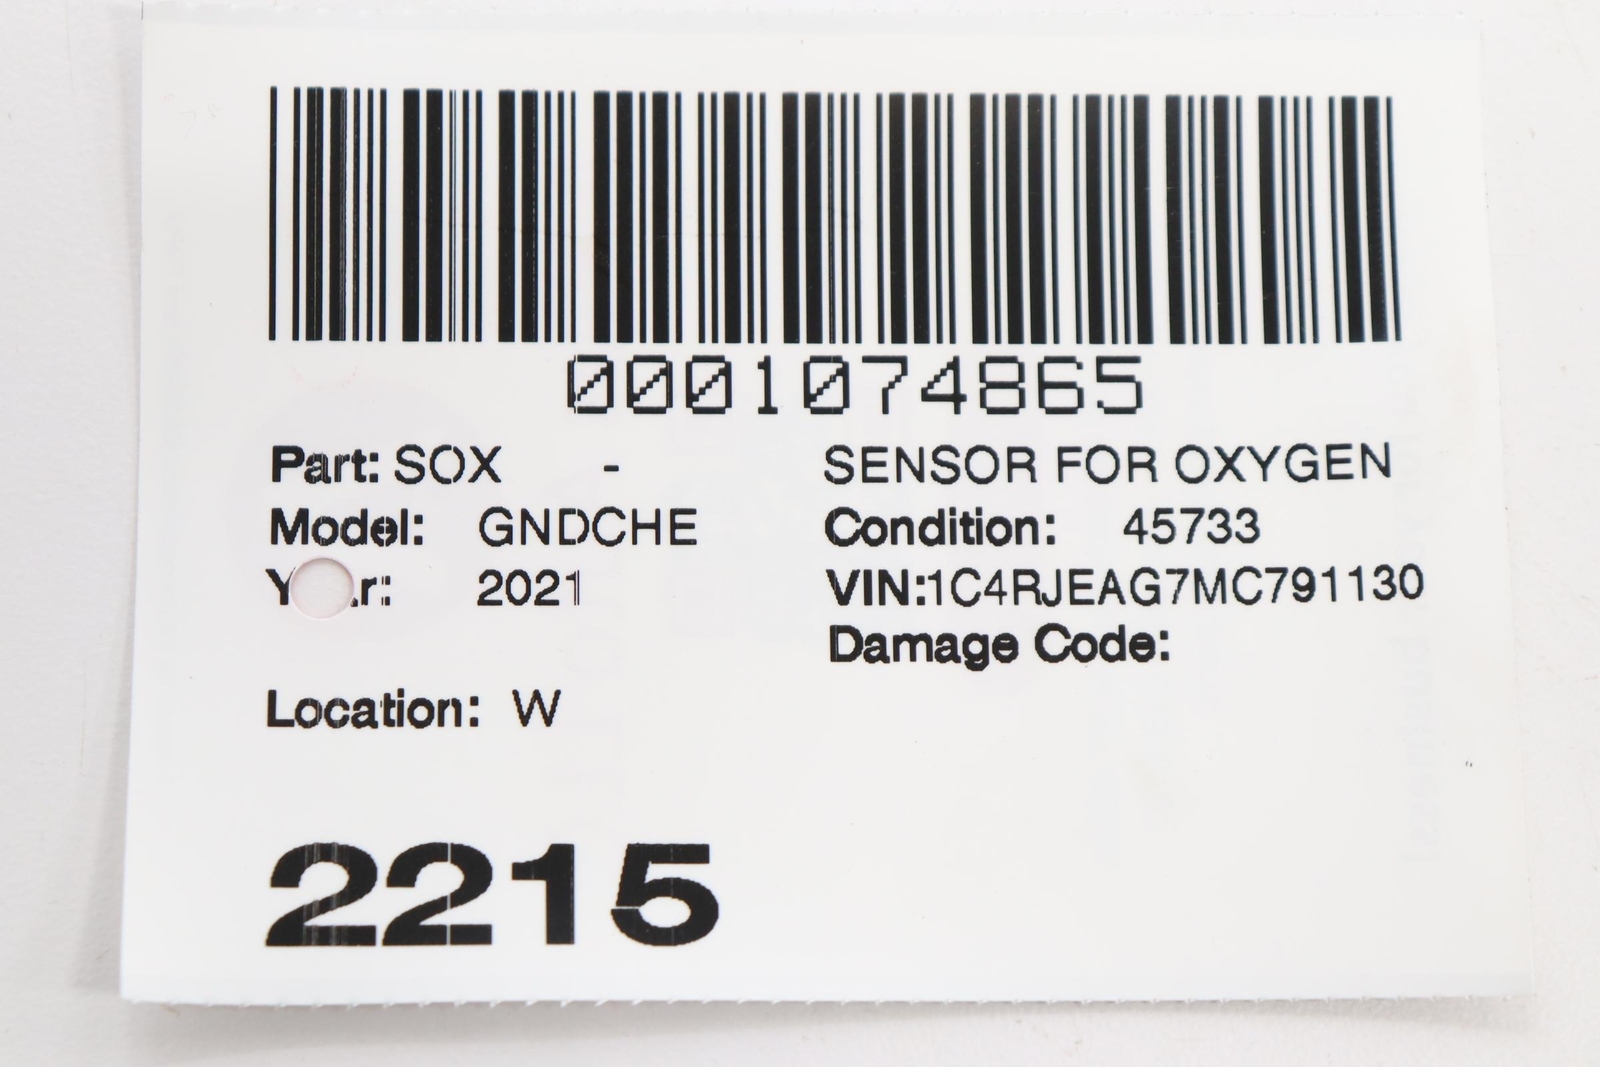 0001074865
Part: SOX - SENSOR FOR OXYGEN
Model: GNDCHE Condition: 45733
2021 VIN:1C4RJEAG7MC791130
Damage Code:
Location: W
2215